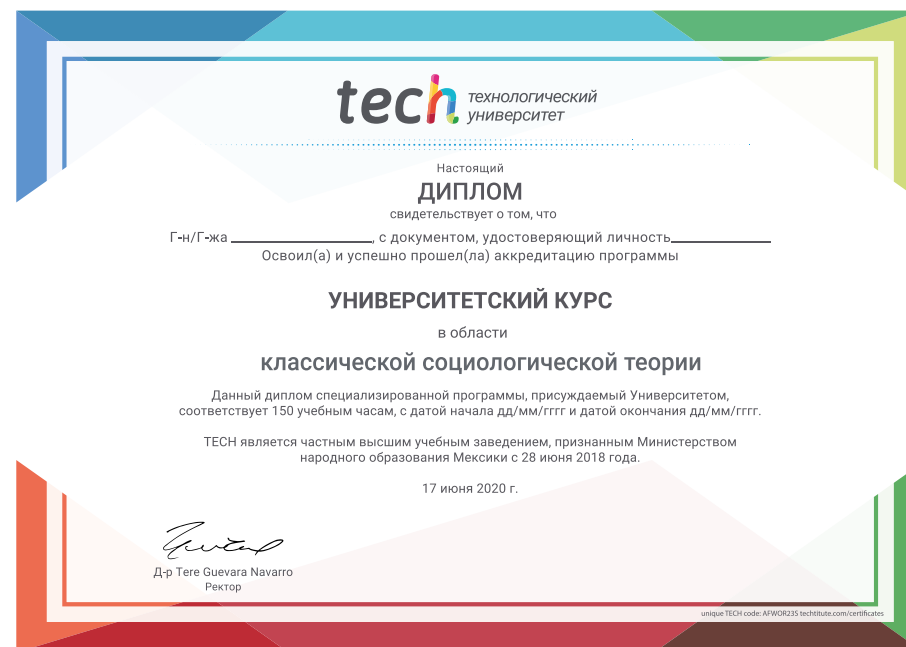 tech технологический
университет
Настоящий
ДИПЛОМ
свидетельствует о том, что
Г-н/Г-жа ____________________, с документом, удостоверяющий личность______________
Освоил(а) и успешно прошел(ла) аккредитацию программы
УНИВЕРСИТЕТСКИЙ КУРС
в области
классической социологической теории
Данный диплом специализированной программы, присуждаемый Университетом,
соответствует 150 учебным часам, с датой начала дд/мм/гггг и датой окончания дд/мм/гггг.
TECH является частным высшим учебным заведением, признанным Министерством
народного образования Мексики с 28 июня 2018 года.
17 июня 2020 г.
Д-р Tere Guevara Navarro
Ректор
unique TECH code: AFWOR23S techtitute.com/certificates